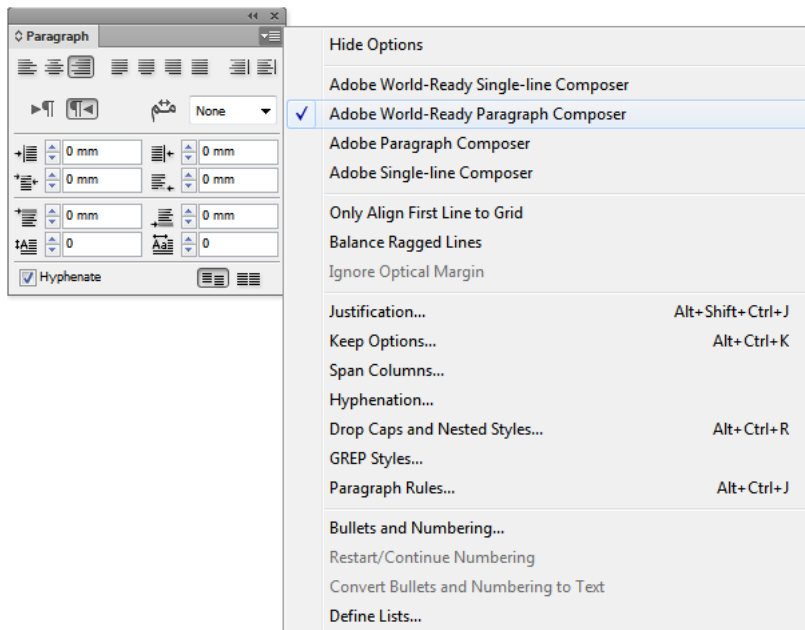 Paragraph
None
0 mm
0 mm
0 mm
0 mm
0 mm
0 mm
0
0
Hyphenate
Hide Options
Adobe World-Ready Single-line Composer
Adobe World-Ready Paragraph Composer
Adobe Paragraph Composer
Adobe Single-line Composer
Only Align First Line to Grid
Balance Ragged Lines
Ignore Optical Margin
Justification... Alt+Shift+Ctrl+J
Keep Options... Alt+Ctrl+K
Span Columns...
Hyphenation...
Drop Caps and Nested Styles... Alt+Ctrl+R
GREP Styles...
Paragraph Rules... Alt+Ctrl+J
Bullets and Numbering...
Restart/Continue Numbering
Convert Bullets and Numbering to Text
Define Lists...